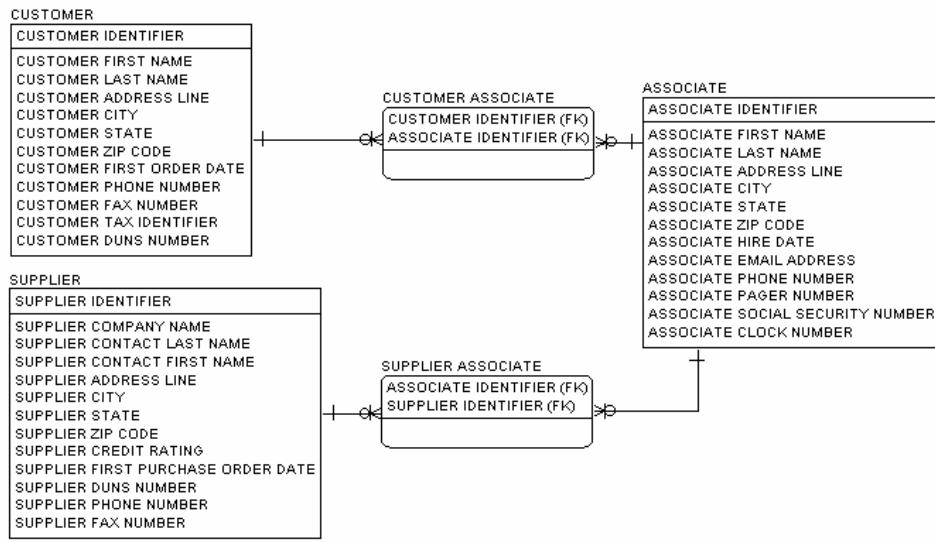 CUSTOMER
CUSTOMER IDENTIFIER
CUSTOMER FIRST NAME
CUSTOMER LAST NAME
CUSTOMER ADDRESS LINE
CUSTOMER CITY
CUSTOMER STATE
CUSTOMER ZIP CODE
CUSTOMER FIRST ORDER DATE
CUSTOMER PHONE NUMBER
CUSTOMER FAX NUMBER
CUSTOMER TAX IDENTIFIER
CUSTOMER DUNS NUMBER
CUSTOMER ASSOCIATE
CUSTOMER IDENTIFIER (FK)
ASSOCIATE IDENTIFIER (FK)
ASSOCIATE
ASSOCIATE IDENTIFIER
ASSOCIATE FIRST NAME
ASSOCIATE LAST NAME
ASSOCIATE ADDRESS LINE
ASSOCIATE CITY
ASSOCIATE STATE
ASSOCIATE ZIP CODE
ASSOCIATE HIRE DATE
ASSOCIATE EMAIL ADDRESS
ASSOCIATE PHONE NUMBER
ASSOCIATE PAGER NUMBER
ASSOCIATE SOCIAL SECURITY NUMBER
ASSOCIATE CLOCK NUMBER
SUPPLIER
SUPPLIER IDENTIFIER
SUPPLIER COMPANY NAME
SUPPLIER CONTACT LAST NAME
SUPPLIER CONTACT FIRST NAME
SUPPLIER ADDRESS LINE
SUPPLIER CITY
SUPPLIER STATE
SUPPLIER ZIP CODE
SUPPLIER CREDIT RATING
SUPPLIER FIRST PURCHASE ORDER DATE
SUPPLIER DUNS NUMBER
SUPPLIER PHONE NUMBER
SUPPLIER FAX NUMBER
SUPPLIER ASSOCIATE
ASSOCIATE IDENTIFIER (FK)
SUPPLIER IDENTIFIER (FK)